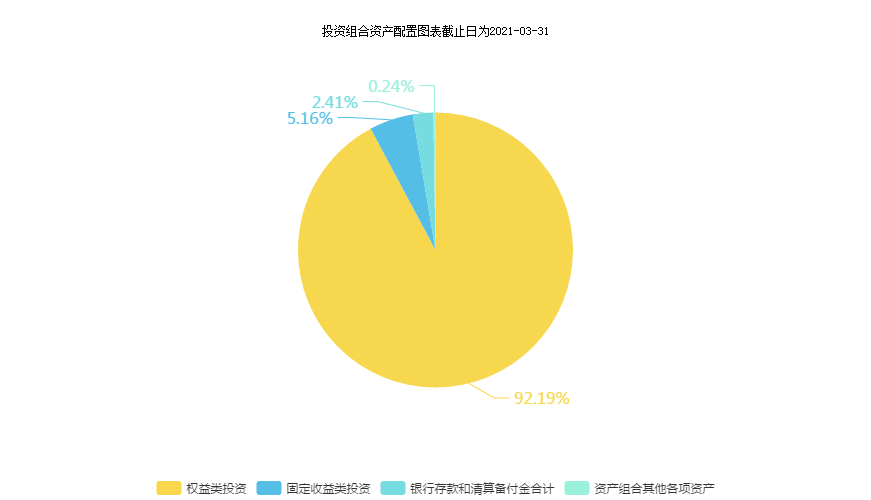 投资组合资产配置图表截止日为2021-03-31
0.24%
2.41%
5.16%
92.19%
权益类投资 固定收益类投资 银行存款和清算备付金合计 资产组合其他各项资产